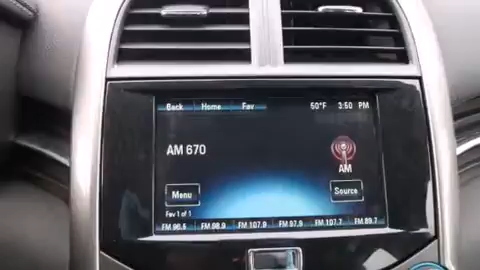 Back Home Fav 50°F 3:50 PM
AM 670
AM
Menu Source
Fav 1 of 1
FM 96.5 FM 98.9 FM 107.9 FM 97.9 FM 107.7 FM 89.7